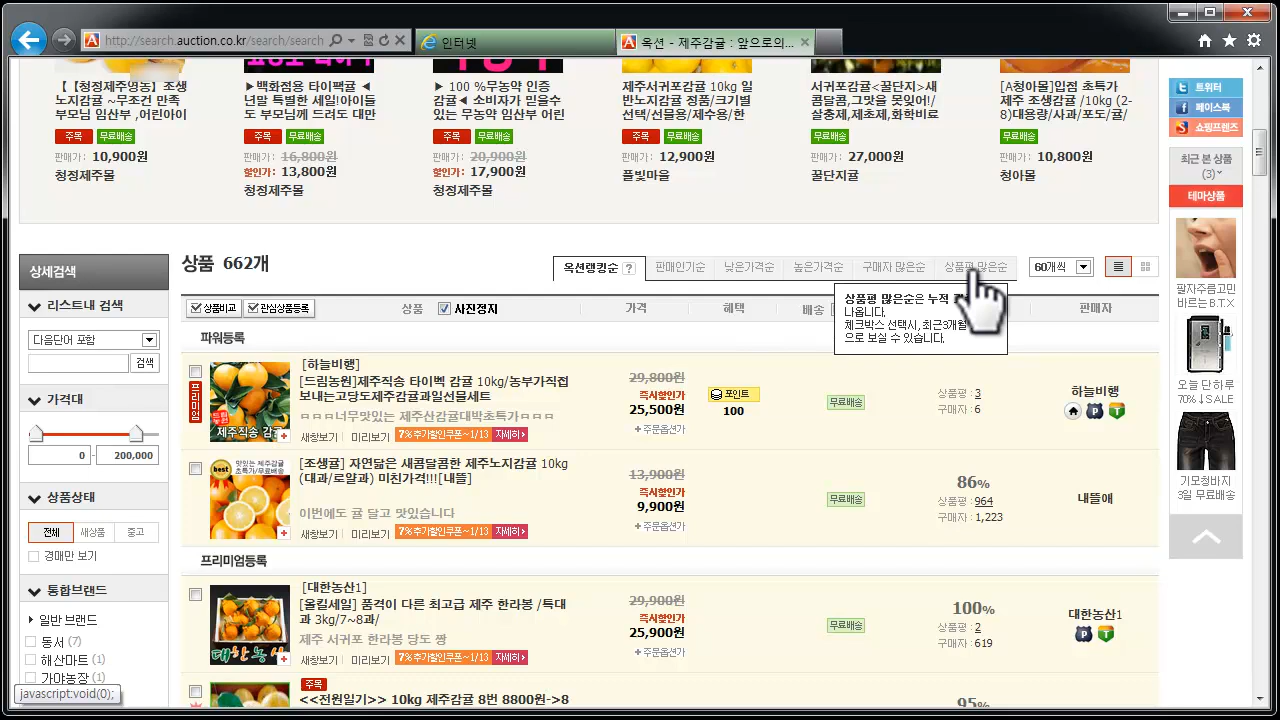 http://search.auction.co.kr/search/search
인터넷
옥션 - 제주감귤 : 앞으로의...
【【청정제주영농】 조생
노지감귤 ~무조건 만족
부모님 임산부 ,어린아이
주목 무료배송
판매가: 10,900원
청정제주몰
▶백화점용 타이팩귤 ◀
년말 특별한 세일!아이들
도 부모님께 드려도 대만
주목 무료배송
판매가: 16,800원
할인가: 13,800원
청정제주몰
▶ 100 %무농약 인증
감귤◀ 소비자가 믿을수
있는 무농약 임산부 어린
주목 무료배송
판매가: 20,900원
할인가: 17,900원
청정제주몰
제주서귀포감귤 10kg 일
반노지감귤 정품/크기별
선택/선물용/제수용/한
주목 무료배송
판매가: 12,900원
풀빛마을
서귀포감귤<꿀단지>새
콤달콤,그맛을 못잊어!/
살충제,제초제,화학비료
무료배송
판매가: 27,000원
꿀단지귤
[A청아몰]입점 초특가
제주 조생감귤 /10kg (2-
8)대용량/사과/포도/귤/
무료배송
판매가: 10,800원
청아몰
트위터
페이스북
쇼핑프렌즈
최근 본 상품
(3)
테마상품
팔자주름고민
바르는 B.T.X
오늘 단하루
70%↓SALE
기모청바지
3일 무료배송
상세검색
리스트내 검색
다음단어 포함
검색
가격대
0 - 200,000
상품상태
전체 새상품 중고
경매만 보기
통합브랜드
일반 브랜드
동서 (7)
해산마트 (1)
가야농장 (1)
javascript:void(0);
상품 662개
옥션랭킹순 ? 판매인기순 낮은가격순 높은가격순 구매자 많은순 상품평 많은순 60개씩
상품비교 관심상품등록 상품 사진정지 가격 혜택 배송 판매자
상품평 많은순은 누적
나옵니다.
체크박스 선택시, 최근3개월
으로 보실 수 있습니다.
파워등록
프리미엄
[하늘비행]
[드림농원]제주직송 타이벡 감귤 10kg/농부가직접
보내는고당도제주감귤과일선물세트
ㅁㅁㅁ너무맛있는 제주산감귤대박초특가ㅁㅁㅁ
새창보기 미리보기 7%추가할인쿠폰~1/13 자세히
제주직송 감귤
29,800원
즉시할인가
25,500원
+주문옵션가
포인트
100
무료배송
상품평 : 3
구매자 : 6
하늘비행
best
맛있는 제주감귤
초특가/무료배송
[조생귤] 자연닮은 새콤달콤한 제주노지감귤 10kg
(대과/로얄과) 미친가격!!![내뜰]
이번에도 귤 달고 맛있습니다
새창보기 미리보기 7%추가할인쿠폰~1/13 자세히
13,900원
즉시할인가
9,900원
+주문옵션가
무료배송
86%
상품평 : 964
구매자 : 1,223
내뜰애
프리미엄등록
대한농산
[대한농산1]
[올킬세일] 품격이 다른 최고급 제주 한라봉 /특대
과 3kg/7~8과/
제주 서귀포 한라봉 당도 짱
새창보기 미리보기 7%추가할인쿠폰~1/13 자세히
29,900원
즉시할인가
25,900원
+주문옵션가
무료배송
100%
상품평 : 2
구매자 : 619
대한농산1
주목
<<전원일기>> 10kg 제주감귤 8번 8800원->8
95%